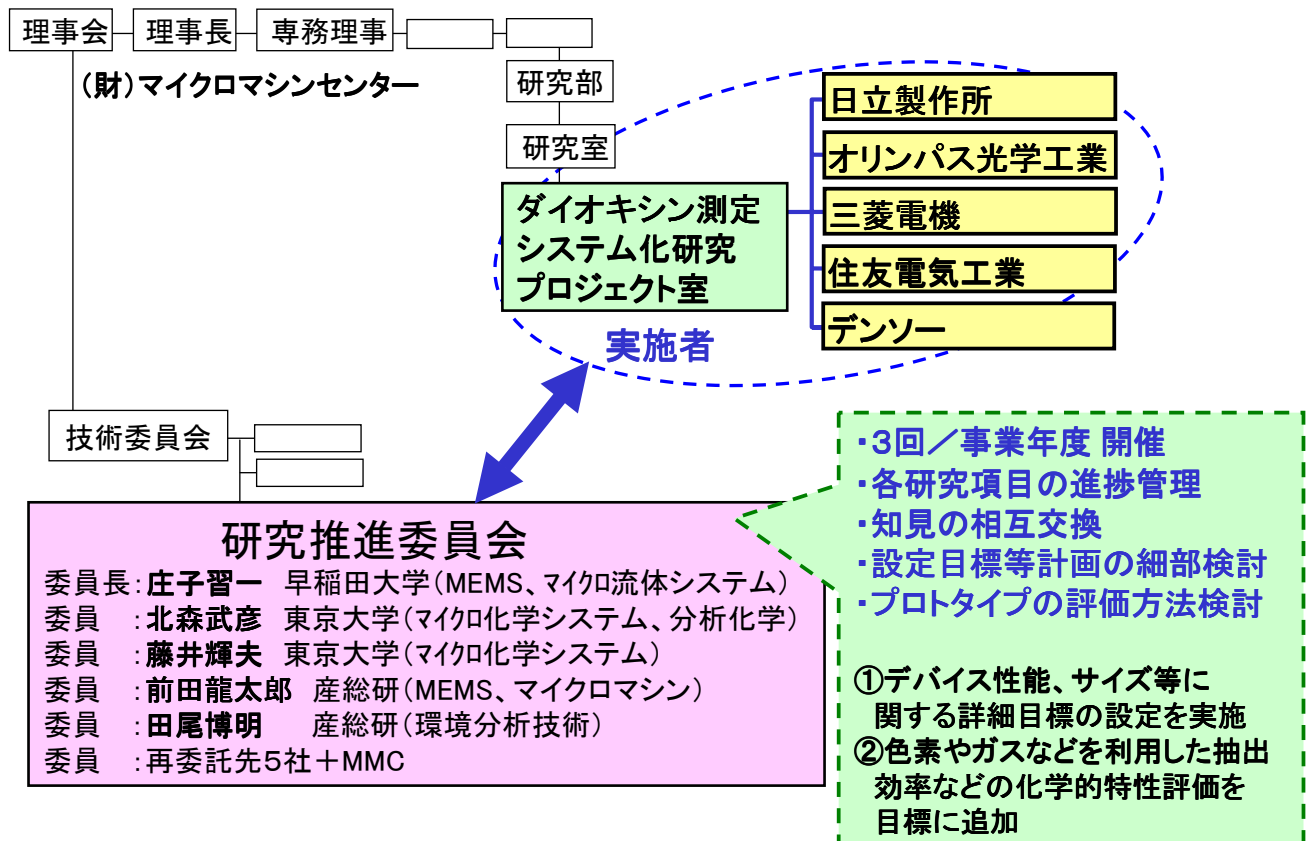 理事会
理事長
専務理事
(財)マイクロマシンセンター
研究部
研究室
ダイオキシン測定
システム化研究
プロジェクト室
日立製作所
オリンパス光学工業
三菱電機
住友電気工業
デンソー
実施者
技術委員会
研究推進委員会
委員長:庄子習一 早稲田大学(MEMS、マイクロ流体システム)
委員 :北森武彦 東京大学(マイクロ化学システム、分析化学)
委員 :藤井輝夫 東京大学(マイクロ化学システム)
委員 :前田龍太郎 産総研(MEMS、マイクロマシン)
委員 :田尾博明 産総研(環境分析技術)
委員 :再委託先5社+MMC
・3回/事業年度 開催
・各研究項目の進捗管理
・知見の相互交換
・設定目標等計画の細部検討
・プロトタイプの評価方法検討
①デバイス性能、サイズ等に
関する詳細目標の設定を実施
②色素やガスなどを利用した抽出
効率などの化学的特性評価を
目標に追加